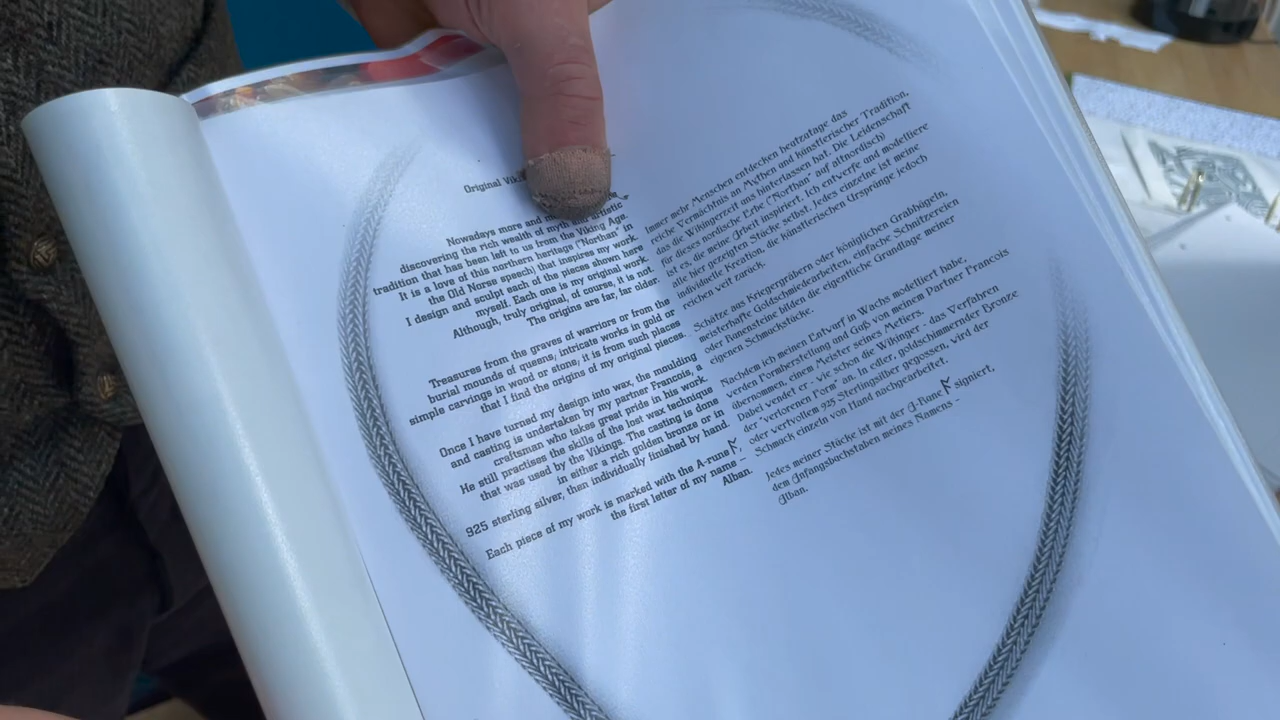 Original
Nowadays more and
discovering the rich wealth of myth and artistic
tradition that has been left to us from the Viking Age.
It is a love of this northern heritage ("Northan" in
the Old Norse speech) that inspires my work.
I design and sculpt each of the pieces shown here
myself. Each one is my original work.
Although, truly original, of course, it is not.
The origins are far, far older.
Treasures from the graves of warriors or from the
burial mounds of queens; intricate works in gold or
simple carvings in wood or stone; it is from such places
that I find the origins of my original pieces.
Once I have turned my design into wax, the moulding
and casting is undertaken by my partner Francois, a
craftsman who takes great pride in his work.
He still practises the skills of the lost wax technique
that was used by the Vikings. The casting is done
in either a rich golden bronze or in
925 sterling silver, then individually finished by hand.
Each piece of my work is marked with the A-rune ᚨ,
the first letter of my name –
Alban.
Immer mehr Menschen entdecken heutzutage das
reiche Vermächtnis an Mythen und künstlerischer Tradition,
das die Wikingerzeit uns hinterlassen hat. Die Leidenschaft
für dieses nordische Erbe ("Northan" auf altnordisch)
ist es, die meine Arbeit inspiriert. Ich entwerfe und modelliere
alle hier gezeigten Stücke selbst. Jedes einzelne ist meine
individuelle Kreation, die künstlerischen Ursprünge jedoch
reichen weit zurück.
Schätze aus Kriegergräbern oder königlichen Grabhügeln,
meisterhafte Goldschmiedearbeiten, einfache Schnitzereien
oder Runensteine bilden die eigentliche Grundlage meiner
eigenen Schmuckstücke.
Nachdem ich meinen Entwurf in Wachs modelliert habe,
werden Formherstellung und Guß von meinem Partner Francois
übernommen, einem Meister seines Metiers.
Dabei wendet er - wie schon die Wikinger - das Verfahren
der "verlorenen Form" an. In edler, goldschimmernder Bronze
oder wertvollem 925 Sterlingsilber gegossen, wird der
Schmuck einzeln von Hand nachgearbeitet.
Jedes meiner Stücke ist mit der A-Rune ᚨ signiert,
dem Anfangsbuchstaben meines Namens –
Alban.